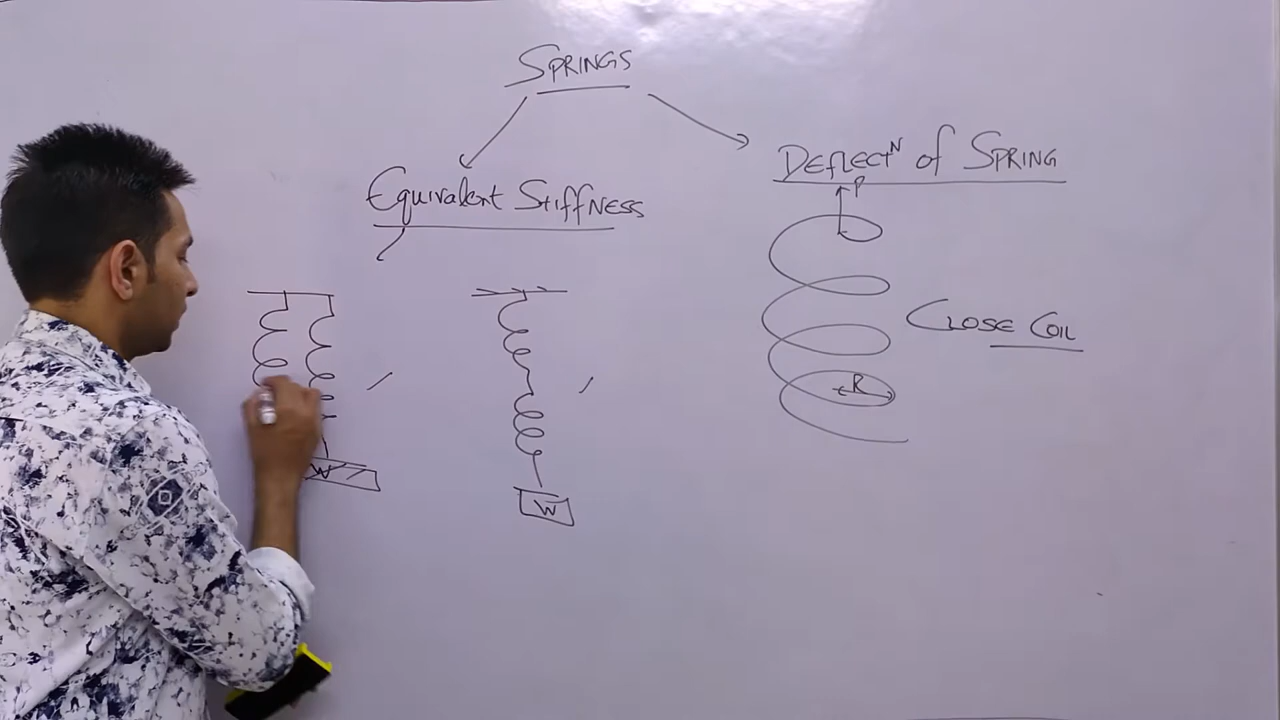 SPRINGS
Equivalent StiffNESS
W
W
DEFLECTᴺ of SPRING
P
R
CLOSE COIL